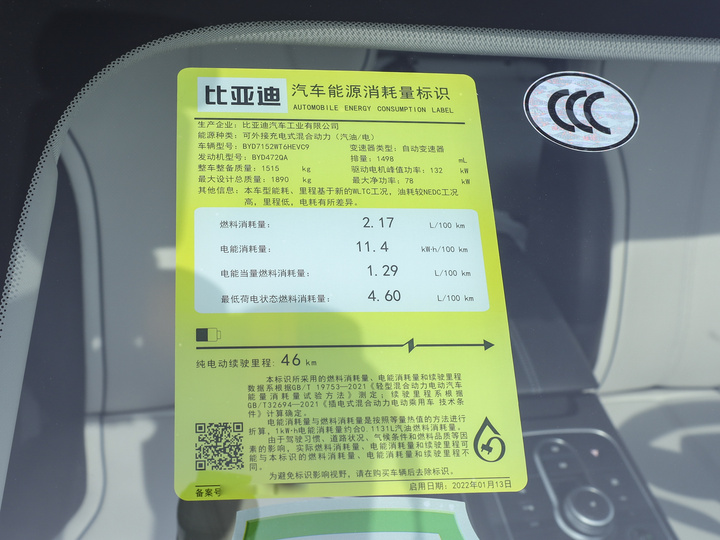 比亚迪 汽车能源消耗量标识
AUTOMOBILE ENERGY CONSUMPTION LABEL
CCC
生产企业：比亚迪汽车工业有限公司
能源种类：可外接充电式混合动力（汽油/电）
车辆型号：BYD7152WT6HEVC9 变速器类型：自动变速器
发动机型号：BYD472QA 排量：1498 mL
整车整备质量：1515 kg 驱动电机峰值功率：132 kW
最大设计总质量：1890 kg 最大净功率：78 kW
其他信息：本车型能耗、里程基于新的WLTC工况，油耗较NEDC工况
高，里程低，电耗有所差异。
燃料消耗量： 2.17 L/100 km
电能消耗量： 11.4 kW·h/100 km
电能当量燃料消耗量： 1.29 L/100 km
最低荷电状态燃料消耗量： 4.60 L/100 km
纯电动续驶里程：46 km
本标识所采用的燃料消耗量、电能消耗量和续驶里程
数据系根据GB/T 19753—2021《轻型混合动力电动汽车
能量消耗量试验方法》测定；续驶里程系根据
GB/T32694—2021《插电式混合动力电动乘用车 技术条
件》计算确定。
电能消耗量与燃料消耗量是按照等量热值的方法进行
折算，1kW·h电能消耗量约合0.1131L汽油燃料消耗量。
由于驾驶习惯、道路状况、气候条件和燃料品质等因
素的影响，实际燃料消耗量、电能消耗量和续驶里程可
能与本标识的燃料消耗量、电能消耗量和续驶里程不
同。
为避免标识影响视野，请在购买车辆后去除标识。
备案号 启用日期：2022年01月13日